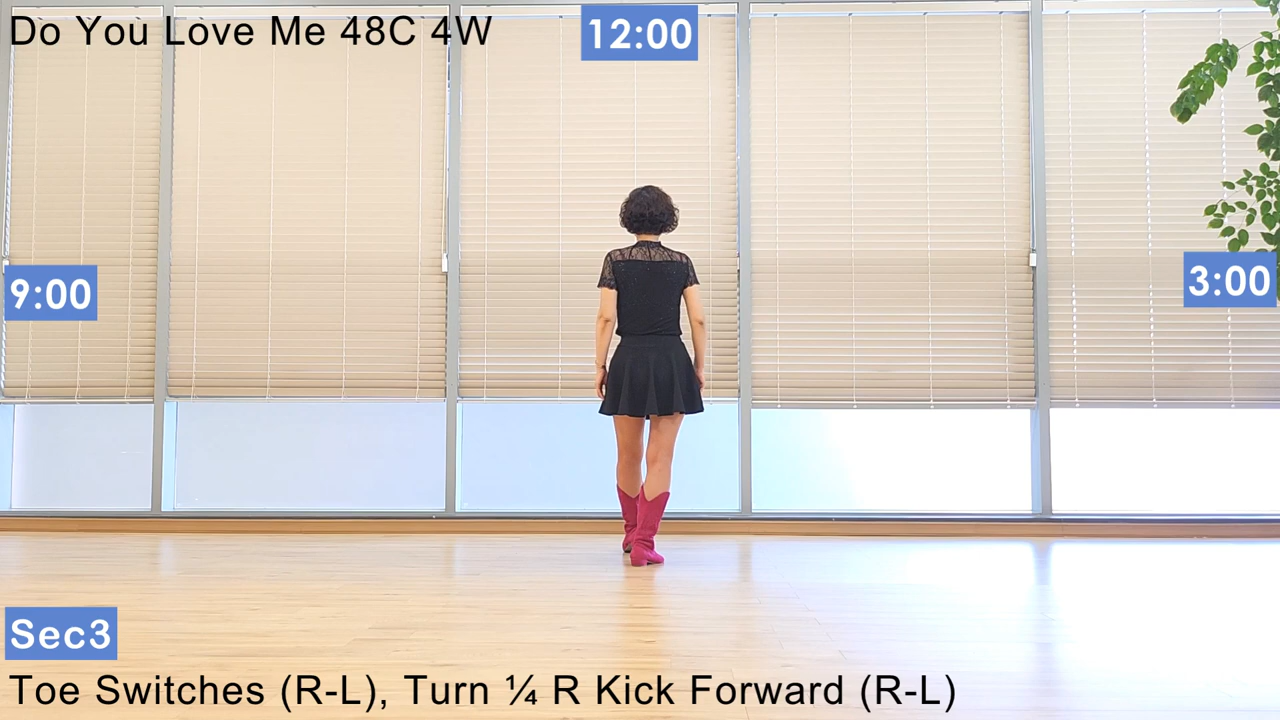 Do You Love Me 48C 4W
12:00
9:00
3:00
Sec3
Toe Switches (R-L), Turn ¼ R Kick Forward (R-L)